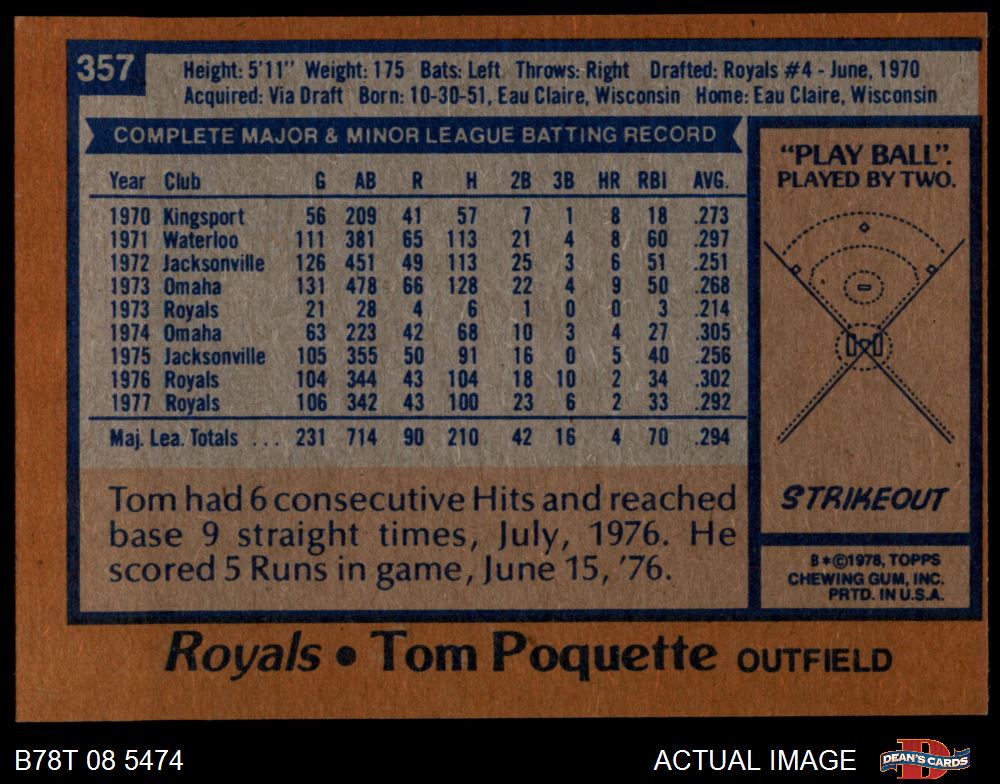 357
Height: 5'11" Weight: 175 Bats: Left Throws: Right Drafted: Royals #4 - June, 1970
Acquired: Via Draft Born: 10-30-51, Eau Claire, Wisconsin Home: Eau Claire, Wisconsin
COMPLETE MAJOR & MINOR LEAGUE BATTING RECORD
Year Club G AB R H 2B 3B HR RBI AVG.
1970 Kingsport 56 209 41 57 7 1 8 18 .273
1971 Waterloo 111 381 65 113 21 4 8 60 .297
1972 Jacksonville 126 451 49 113 25 3 6 51 .251
1973 Omaha 131 478 66 128 22 4 9 50 .268
1973 Royals 21 28 4 6 1 0 0 3 .214
1974 Omaha 63 223 42 68 10 3 4 27 .305
1975 Jacksonville 105 355 50 91 16 0 5 40 .256
1976 Royals 104 344 43 104 18 10 2 34 .302
1977 Royals 106 342 43 100 23 6 2 33 .292
Maj. Lea. Totals ... 231 714 90 210 42 16 4 70 .294
Tom had 6 consecutive Hits and reached
base 9 straight times, July, 1976. He
scored 5 Runs in game, June 15, '76.
"PLAY BALL".
PLAYED BY TWO.
STRIKEOUT
B*©1978, TOPPS
CHEWING GUM, INC.
PRTD. IN U.S.A.
Royals • Tom Poquette OUTFIELD
B78T 08 5474
ACTUAL IMAGE
DEAN'S CARDS